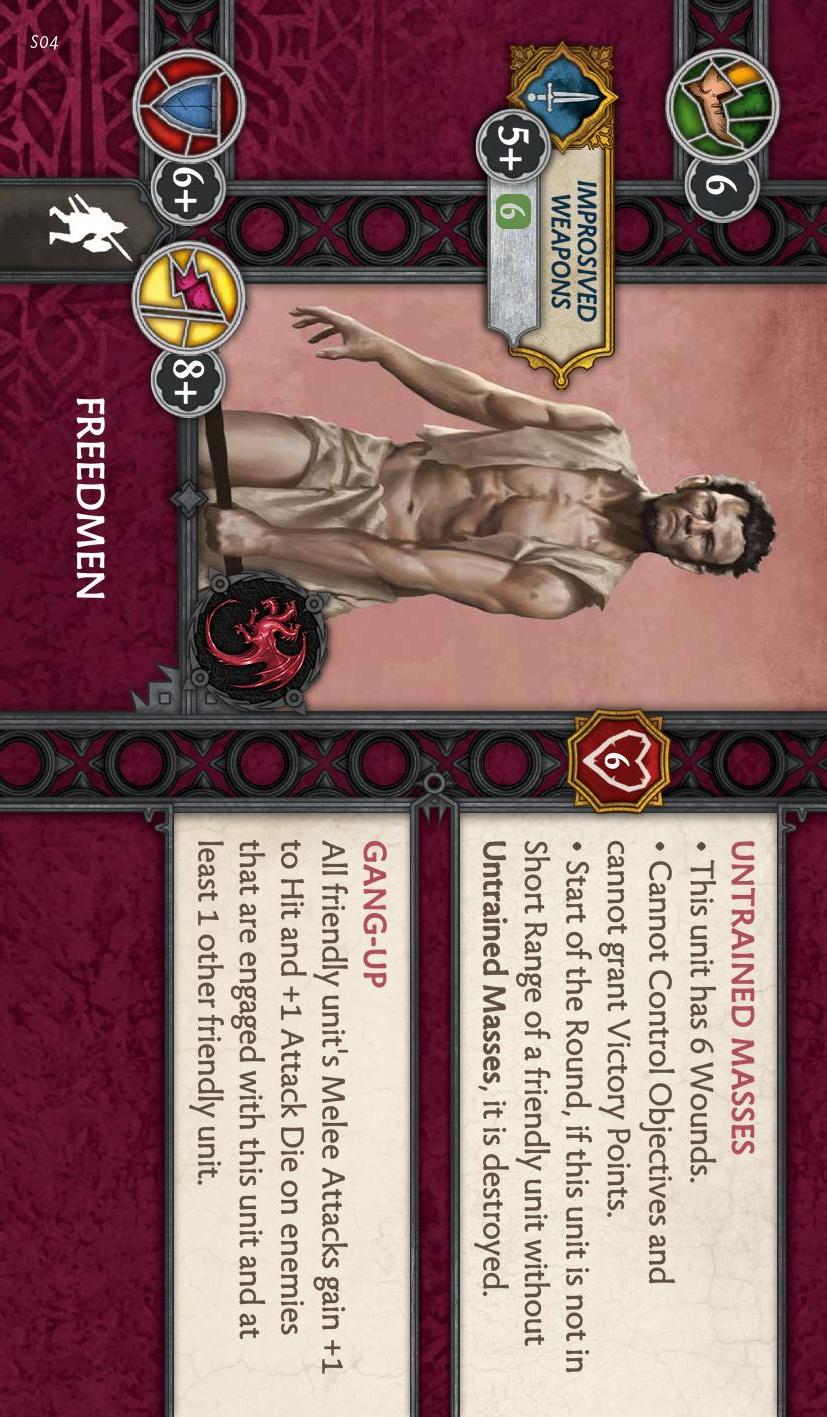 6
IMPROSIVED
WEAPONS
5+
6
6+
8+
FREEDMEN
S04
6
UNTRAINED MASSES
• This unit has 6 Wounds.
• Cannot Control Objectives and
cannot grant Victory Points.
• Start of the Round, if this unit is not in
Short Range of a friendly unit without
Untrained Masses, it is destroyed.
GANG-UP
All friendly unit's Melee Attacks gain +1
to Hit and +1 Attack Die on enemies
that are engaged with this unit and at
least 1 other friendly unit.